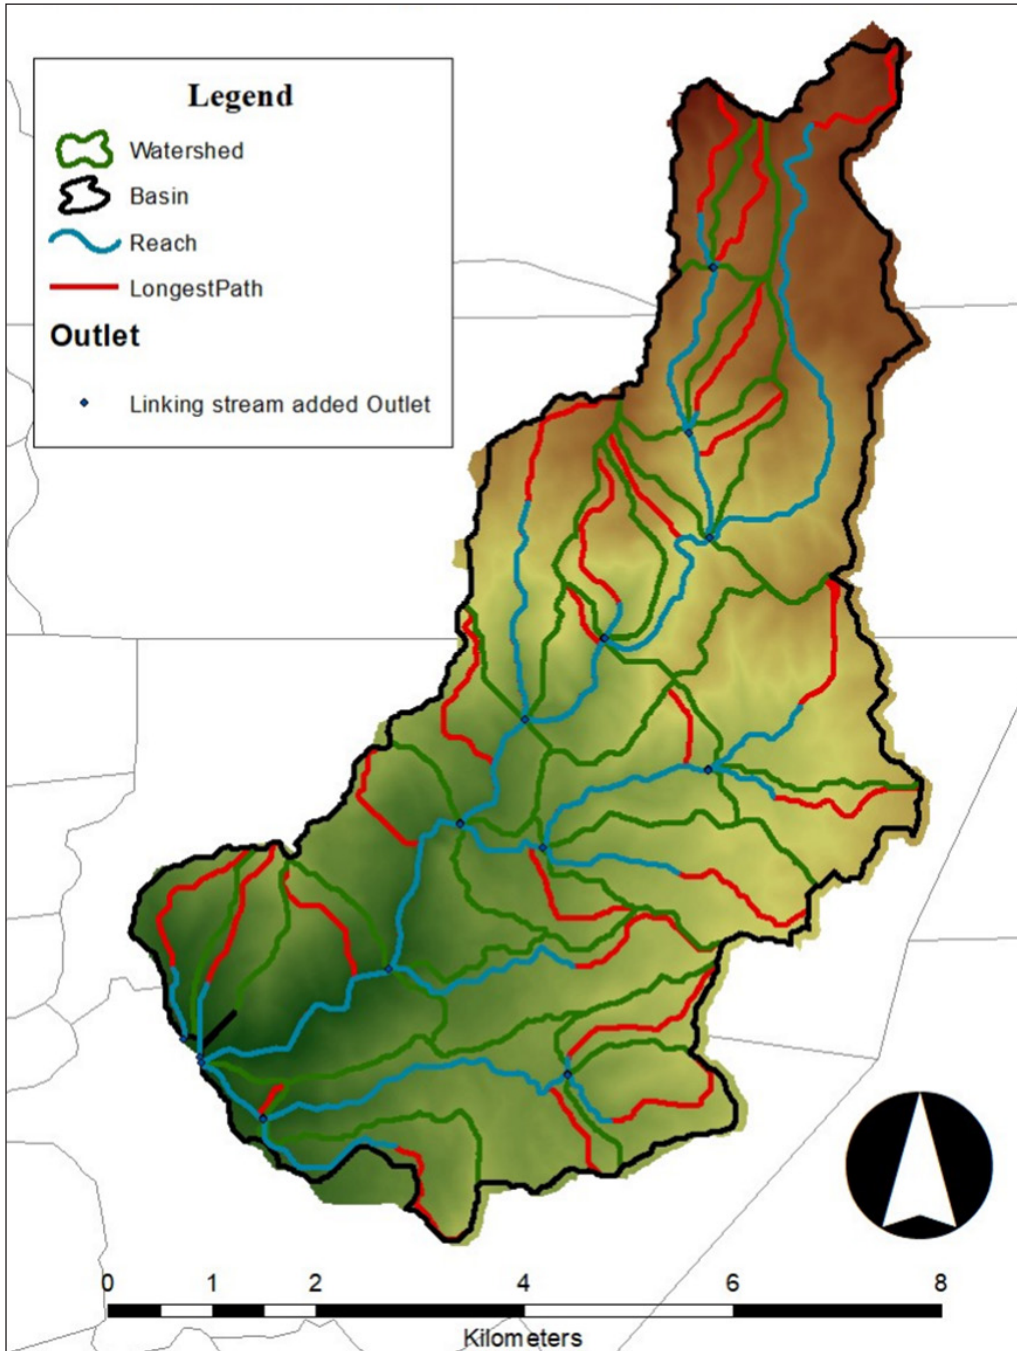 Legend
Watershed
Basin
Reach
LongestPath
Outlet
Linking stream added Outlet
0 1 2 4 6 8
Kilometers